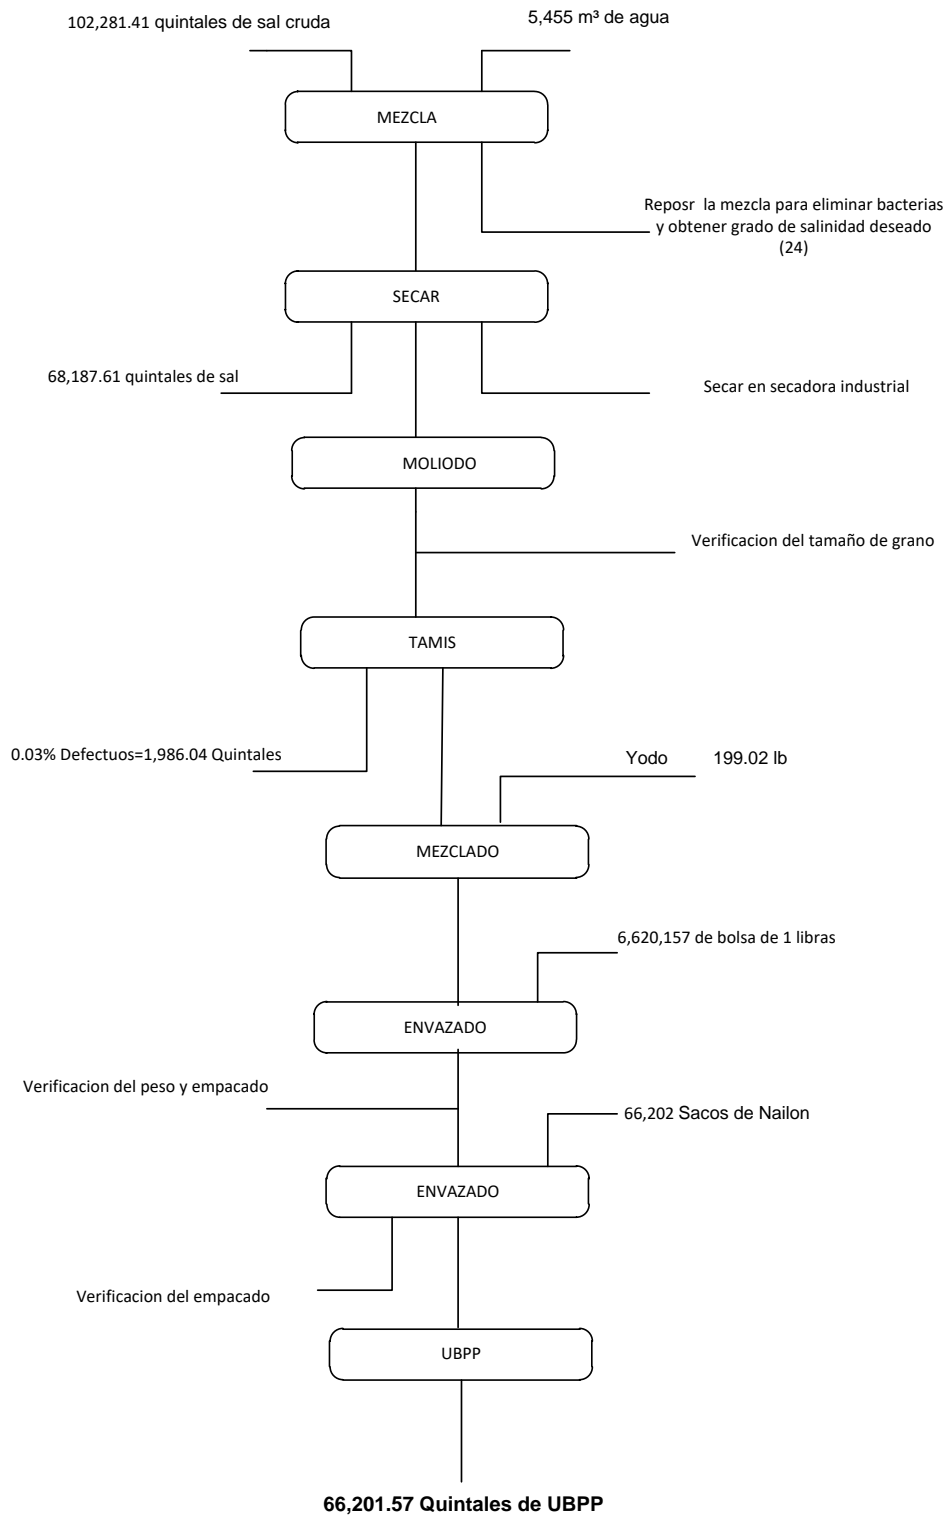 102,281.41 quintales de sal cruda
5,455 m³ de agua
MEZCLA
Reposr la mezcla para eliminar bacterias
y obtener grado de salinidad deseado
(24)
SECAR
68,187.61 quintales de sal
Secar en secadora industrial
MOLIODO
Verificacion del tamaño de grano
TAMIS
0.03% Defectuos=1,986.04 Quintales
Yodo 199.02 lb
MEZCLADO
6,620,157 de bolsa de 1 libras
ENVAZADO
Verificacion del peso y empacado
66,202 Sacos de Nailon
ENVAZADO
Verificacion del empacado
UBPP
66,201.57 Quintales de UBPP